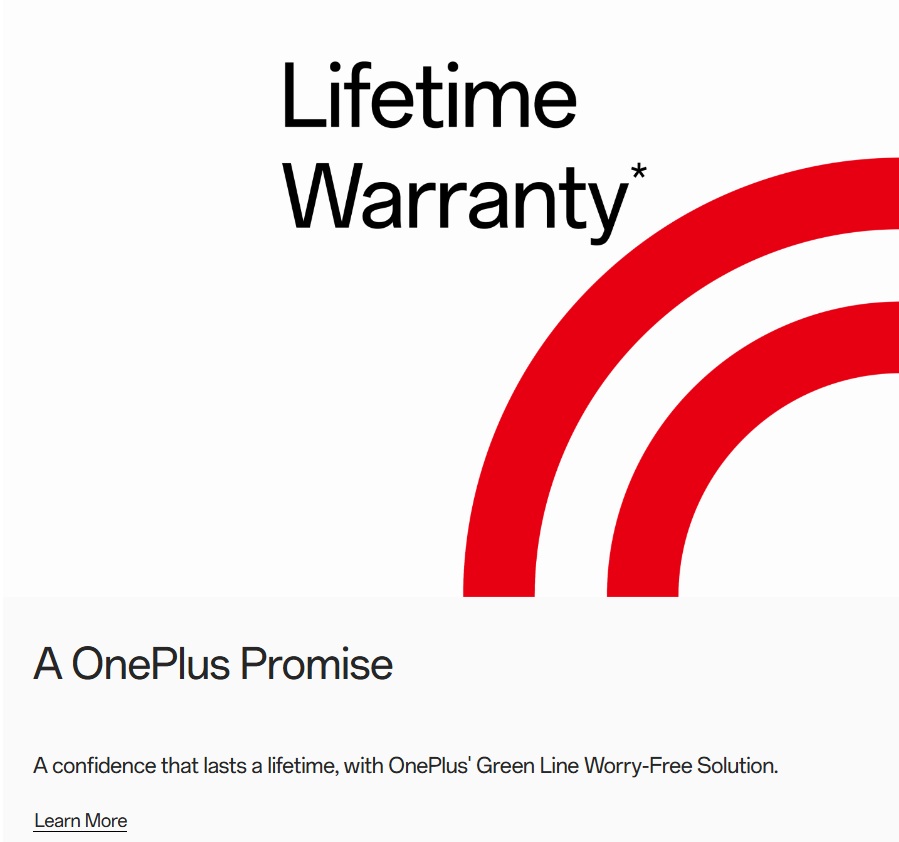 Lifetime
Warranty*
A OnePlus Promise
A confidence that lasts a lifetime, with OnePlus' Green Line Worry-Free Solution.
Learn More